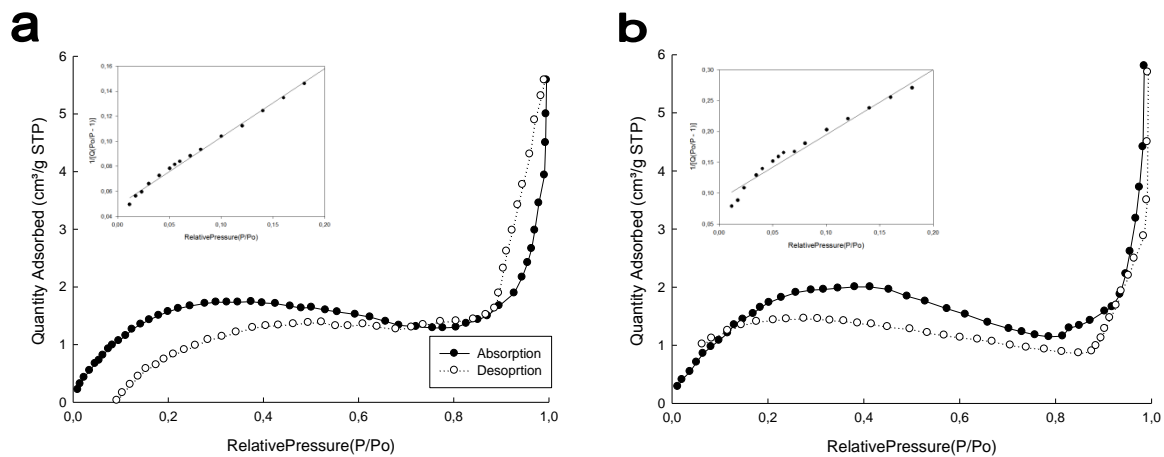 a
6
5
4
3
2
1
0
Quantity Adsorbed (cm³/g STP)
0,0 0,2 0,4 0,6 0,8 1,0
RelativePressure(P/Po)
0,16
0,14
0,12
0,10
0,08
0,06
0,04
1/[Q(Po/P - 1)]
0,00 0,05 0,10 0,15 0,20
RelativePressure(P/Po)
Absorption
Desoprtion
b
6
5
4
3
2
1
0
Quantity Adsorbed (cm³/g STP)
0,0 0,2 0,4 0,6 0,8 1,0
RelativePressure(P/Po)
0,30
0,25
0,20
0,15
0,10
0,05
1/[Q(Po/P - 1)]
0,00 0,05 0,10 0,15 0,20
RelativePressure(P/Po)